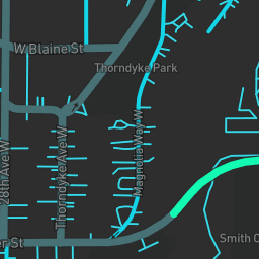 W Blaine St
Thorndyke Park
Magnolia Way W
Thorndyke Ave W
28th Ave W
er St
Smith C